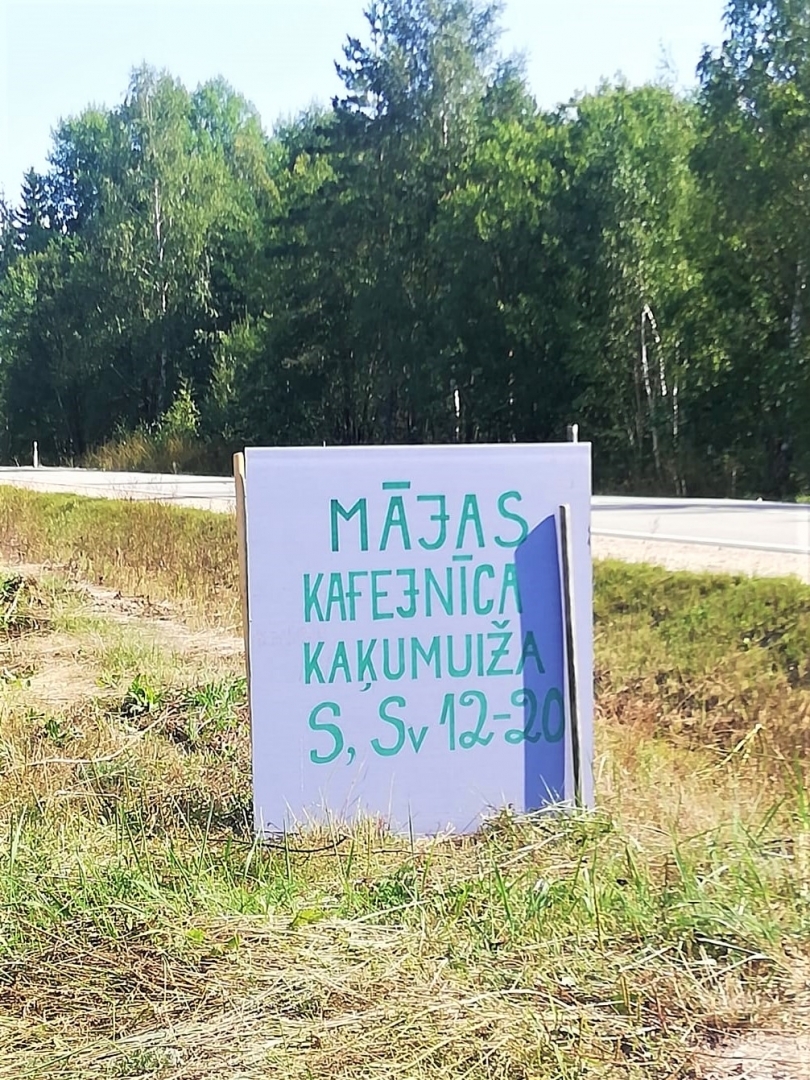 MĀJAS
KAFEJNĪCA
KAĶUMUIŽA
S, Sv 12-20